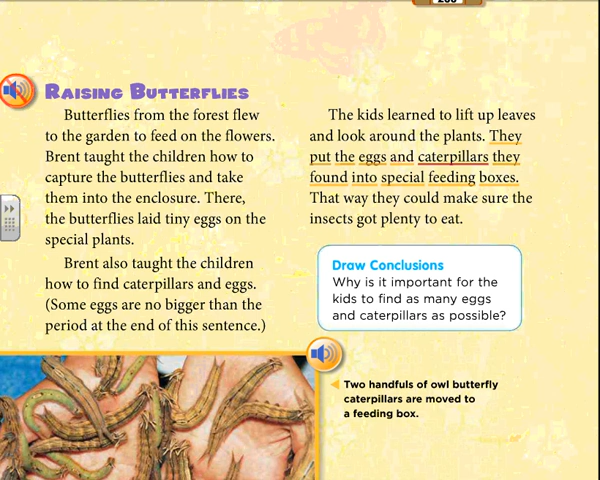 RAISING BUTTERFLIES
Butterflies from the forest flew
to the garden to feed on the flowers.
Brent taught the children how to
capture the butterflies and take
them into the enclosure. There,
the butterflies laid tiny eggs on the
special plants.
Brent also taught the children
how to find caterpillars and eggs.
(Some eggs are no bigger than the
period at the end of this sentence.)
The kids learned to lift up leaves
and look around the plants. They
put the eggs and caterpillars they
found into special feeding boxes.
That way they could make sure the
insects got plenty to eat.
Draw Conclusions
Why is it important for the
kids to find as many eggs
and caterpillars as possible?
Two handfuls of owl butterfly
caterpillars are moved to
a feeding box.